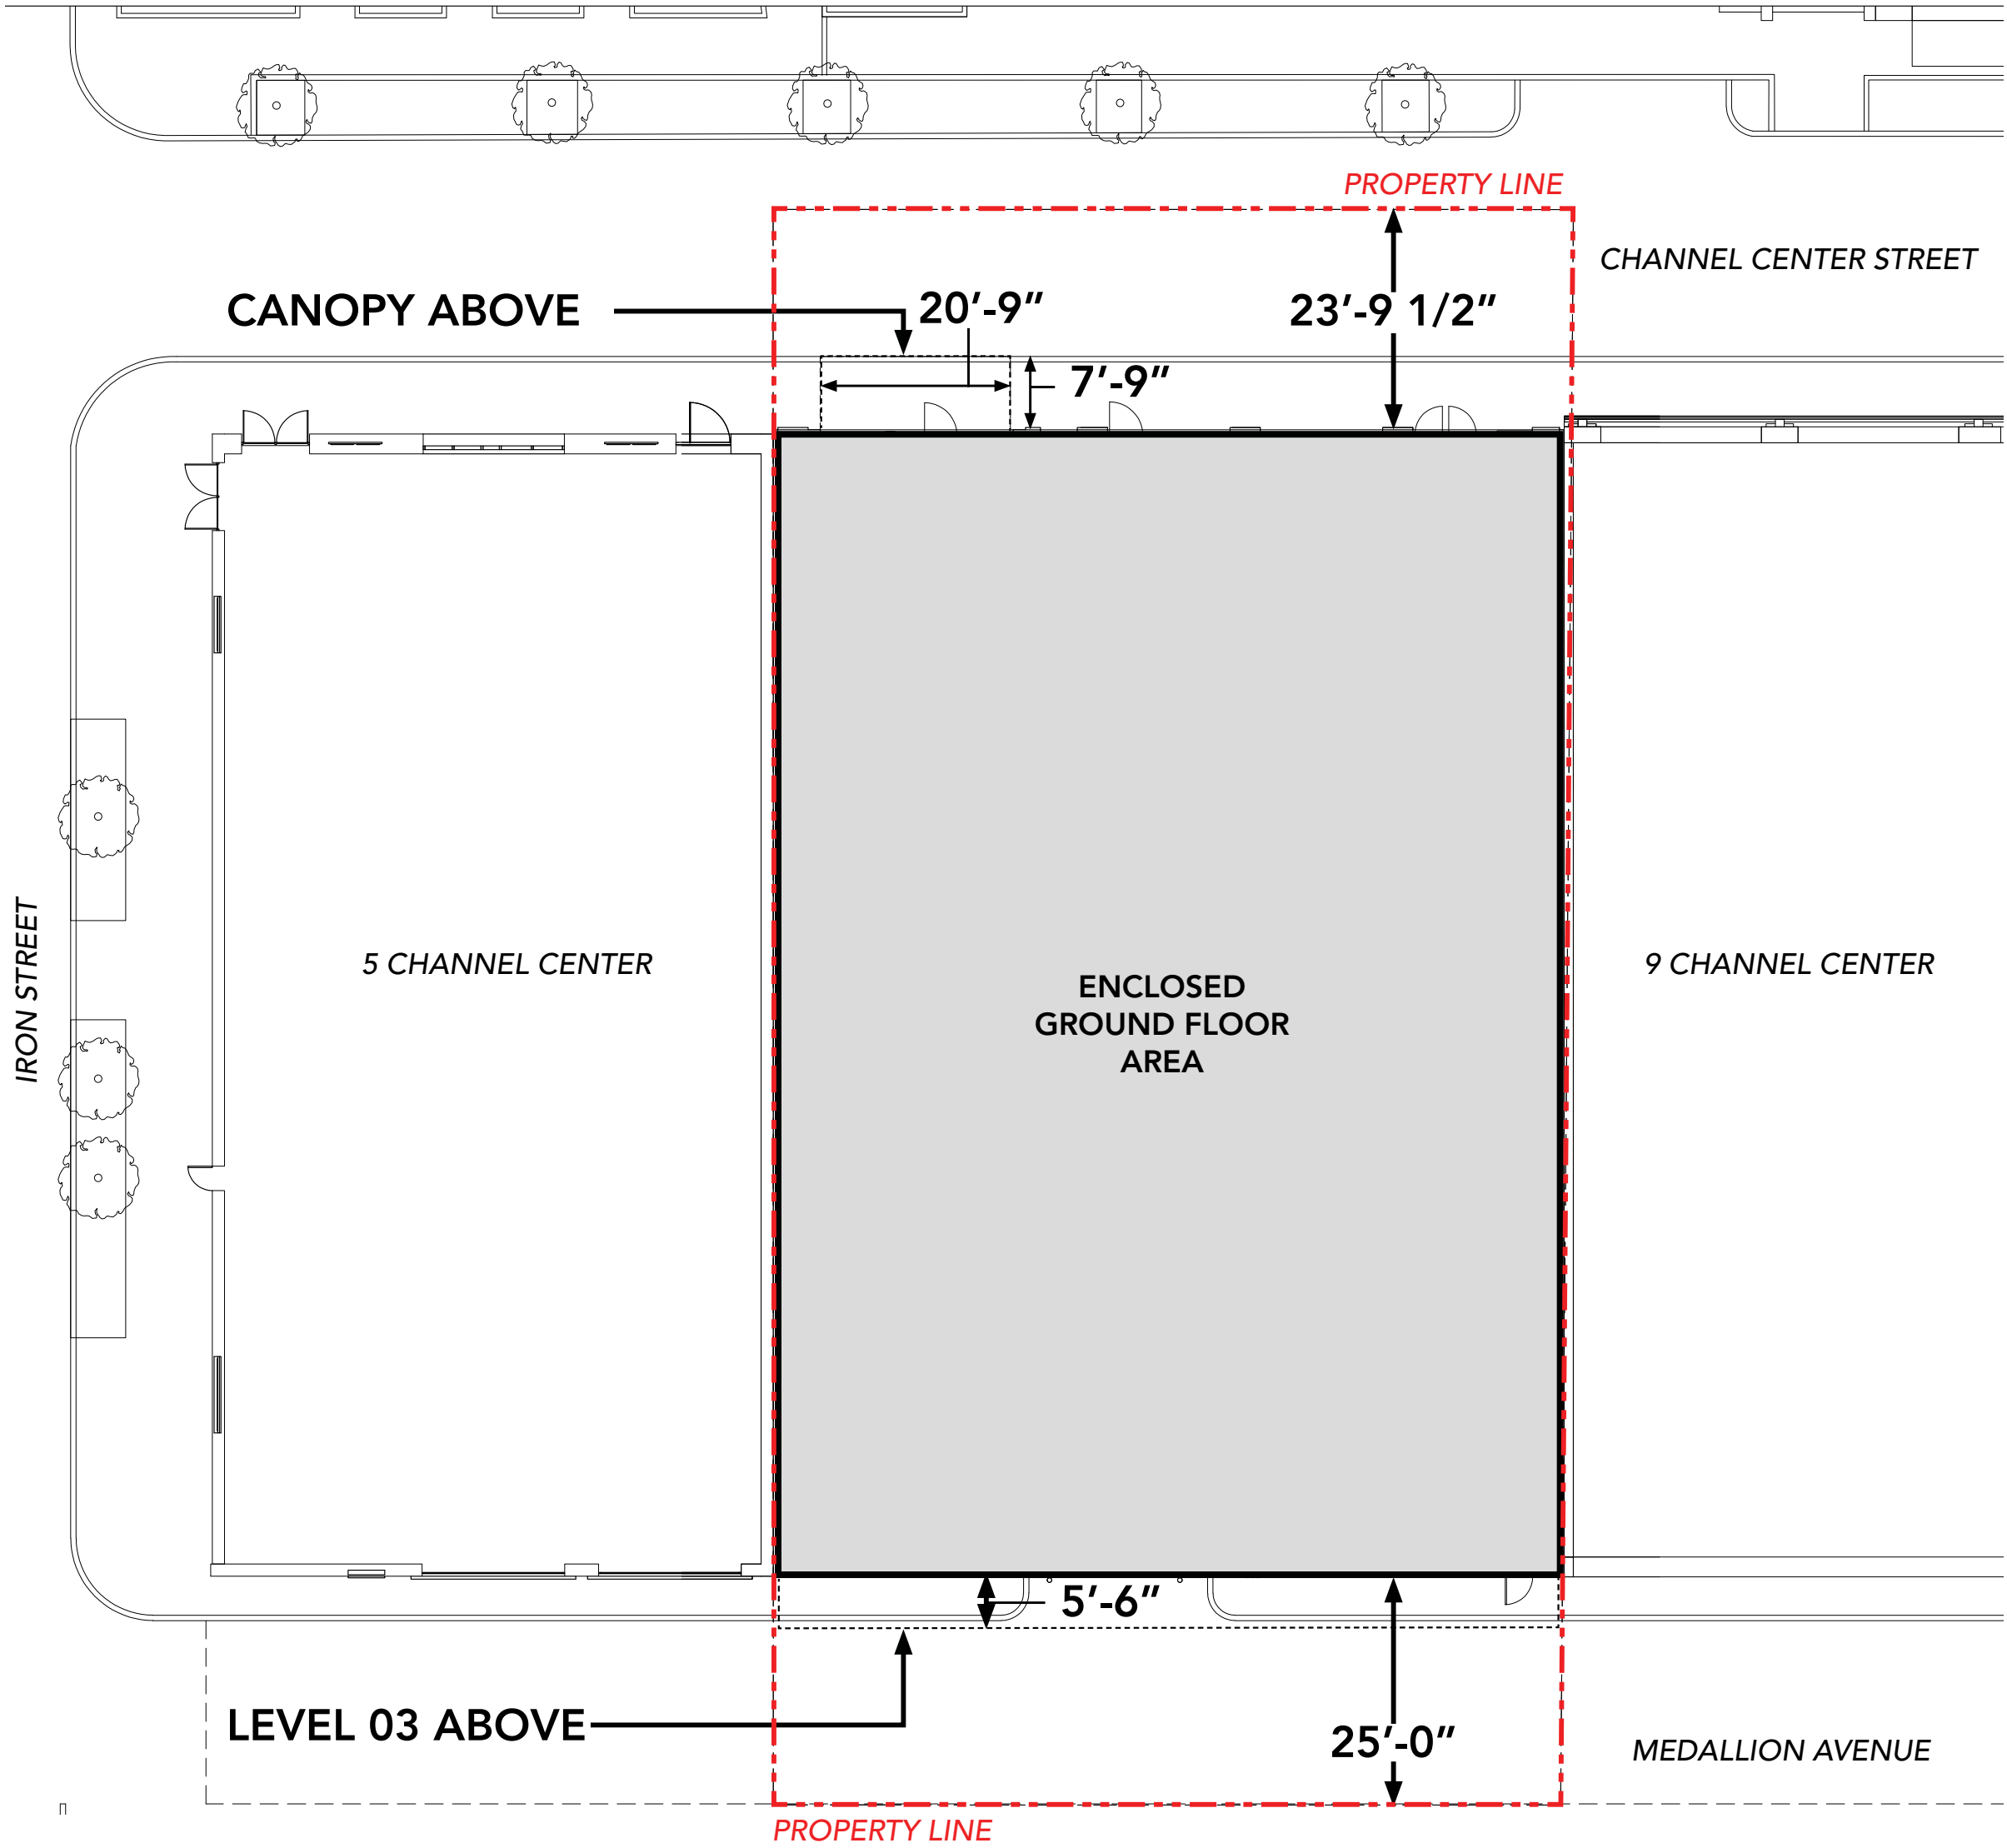 PROPERTY LINE
CHANNEL CENTER STREET
CANOPY ABOVE
20’-9”
23’-9 1/2”
7’-9”
IRON STREET
5 CHANNEL CENTER
ENCLOSED
GROUND FLOOR
AREA
9 CHANNEL CENTER
5’-6”
LEVEL 03 ABOVE
25’-0”
MEDALLION AVENUE
PROPERTY LINE